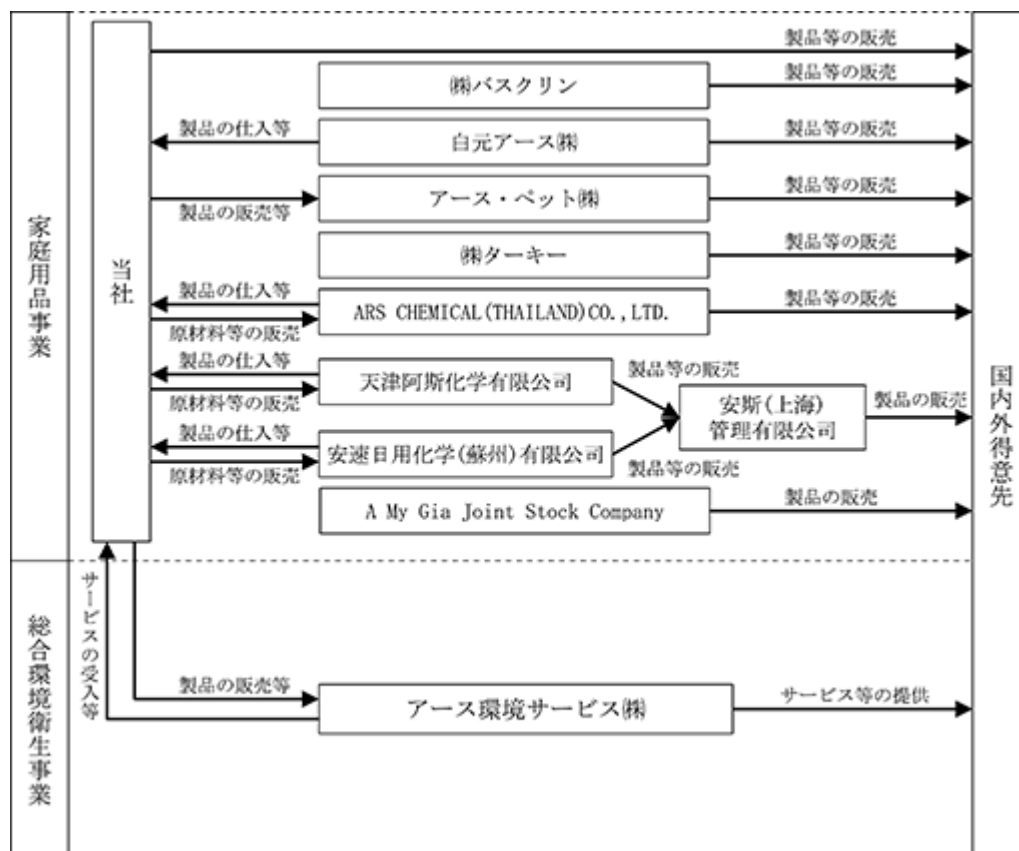 家庭用品事業
当社
国内外得意先
製品等の販売
㈱バスクリン
製品等の販売
製品の仕入等
白元アース㈱
製品等の販売
製品の販売等
アース・ペット㈱
製品等の販売
㈱ターキー
製品等の販売
製品の仕入等
原材料等の販売
ARS CHEMICAL(THAILAND)CO.,LTD.
製品等の販売
製品の仕入等
原材料等の販売
天津阿斯化学有限公司
製品等の販売
安斯(上海)
管理有限公司
製品の販売
製品の仕入等
原材料等の販売
安速日用化学(蘇州)有限公司
製品等の販売
A My Gia Joint Stock Company
製品の販売
総合環境衛生事業
サービスの受入等
製品の販売等
アース環境サービス㈱
サービス等の提供